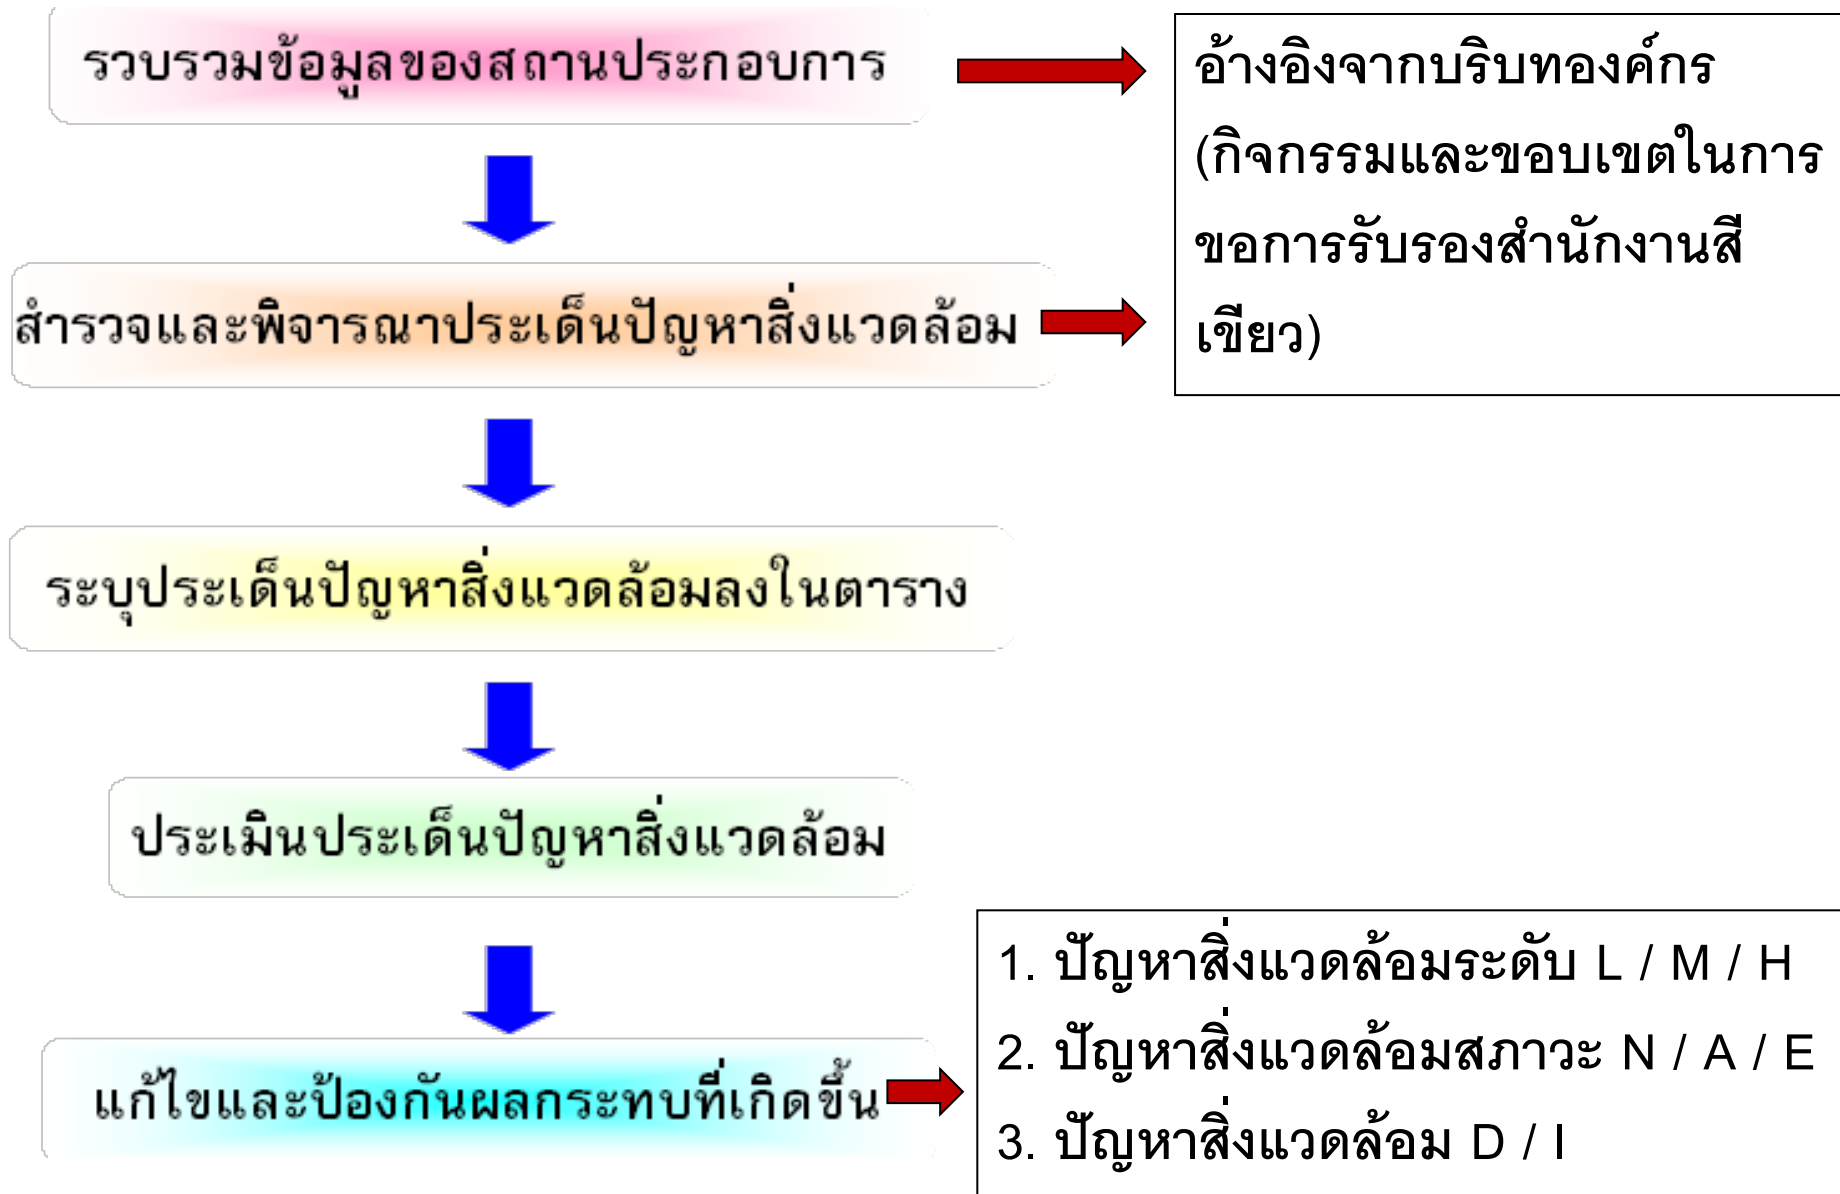 รวบรวมข้อมูลของสถานประกอบการ
อ้างอิงจากบริบทองค์กร
(กิจกรรมและขอบเขตในการ
ขอการรับรองสำนักงานสี
เขียว)
สำรวจและพิจารณาประเด็นปัญหาสิ่งแวดล้อม
ระบุประเด็นปัญหาสิ่งแวดล้อมลงในตาราง
ประเมินประเด็นปัญหาสิ่งแวดล้อม
แก้ไขและป้องกันผลกระทบที่เกิดขึ้น
1. ปัญหาสิ่งแวดล้อมระดับ L / M / H
2. ปัญหาสิ่งแวดล้อมสภาวะ N / A / E
3. ปัญหาสิ่งแวดล้อม D / I